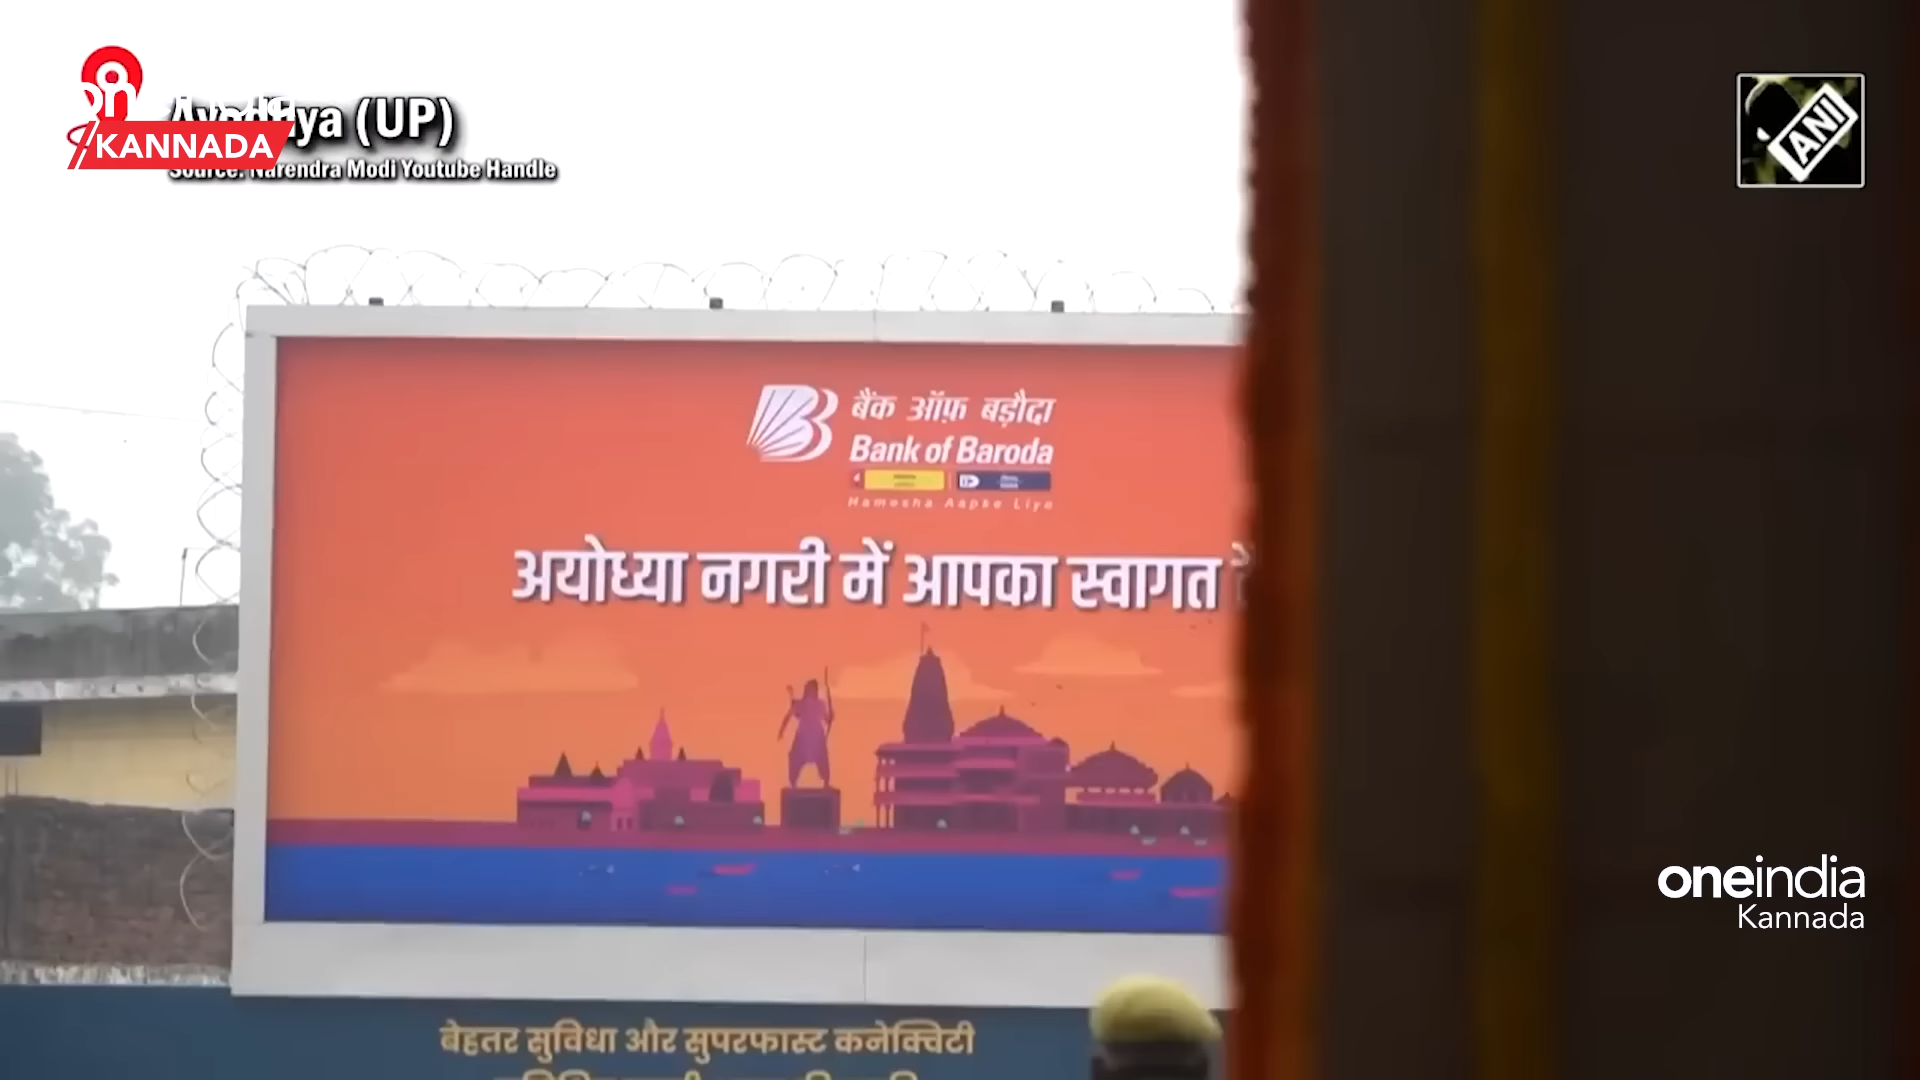 KANNADA
(UP)
Narendra Modi Youtube Handle
ANI
बैंक ऑफ़ बड़ौदा
Bank of Baroda
Hamesha Aapke Liye
अयोध्या नगरी में आपका स्वागत
oneindia
Kannada
बेहतर सुविधा और सुपरफास्ट कनेक्विटी